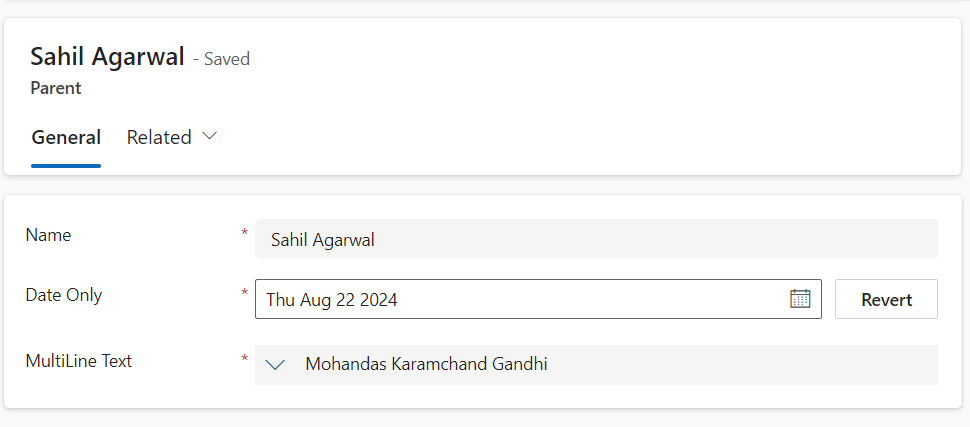 Sahil Agarwal - Saved
Parent
General Related
Name * Sahil Agarwal
Date Only * Thu Aug 22 2024 Revert
MultiLine Text * Mohandas Karamchand Gandhi